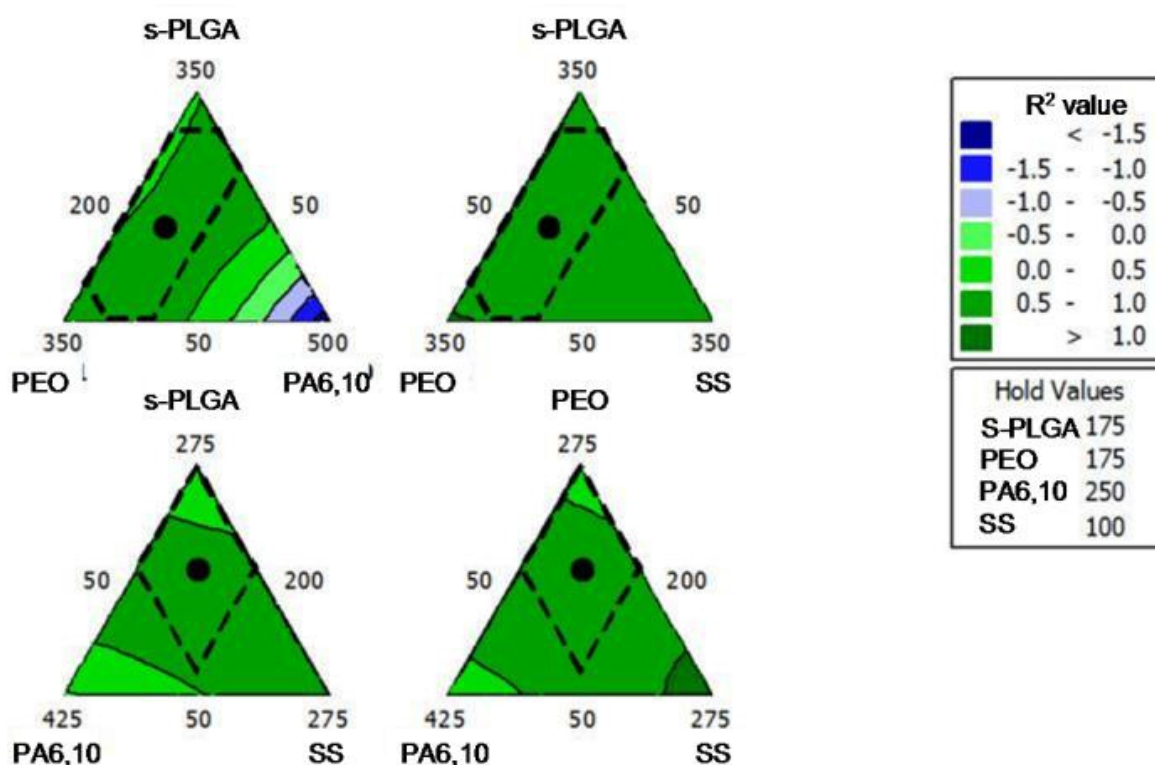 s-PLGA
350
200
50
350
50
500
PEO
PA6,10
s-PLGA
350
50
50
350
50
350
PEO
SS
s-PLGA
275
50
200
425
50
275
PA6,10
SS
PEO
275
50
200
425
50
275
PA6,10
SS
R² value
< -1.5
-1.5 - -1.0
-1.0 - -0.5
-0.5 - 0.0
0.0 - 0.5
0.5 - 1.0
> 1.0
Hold Values
S-PLGA 175
PEO 175
PA6,10 250
SS 100